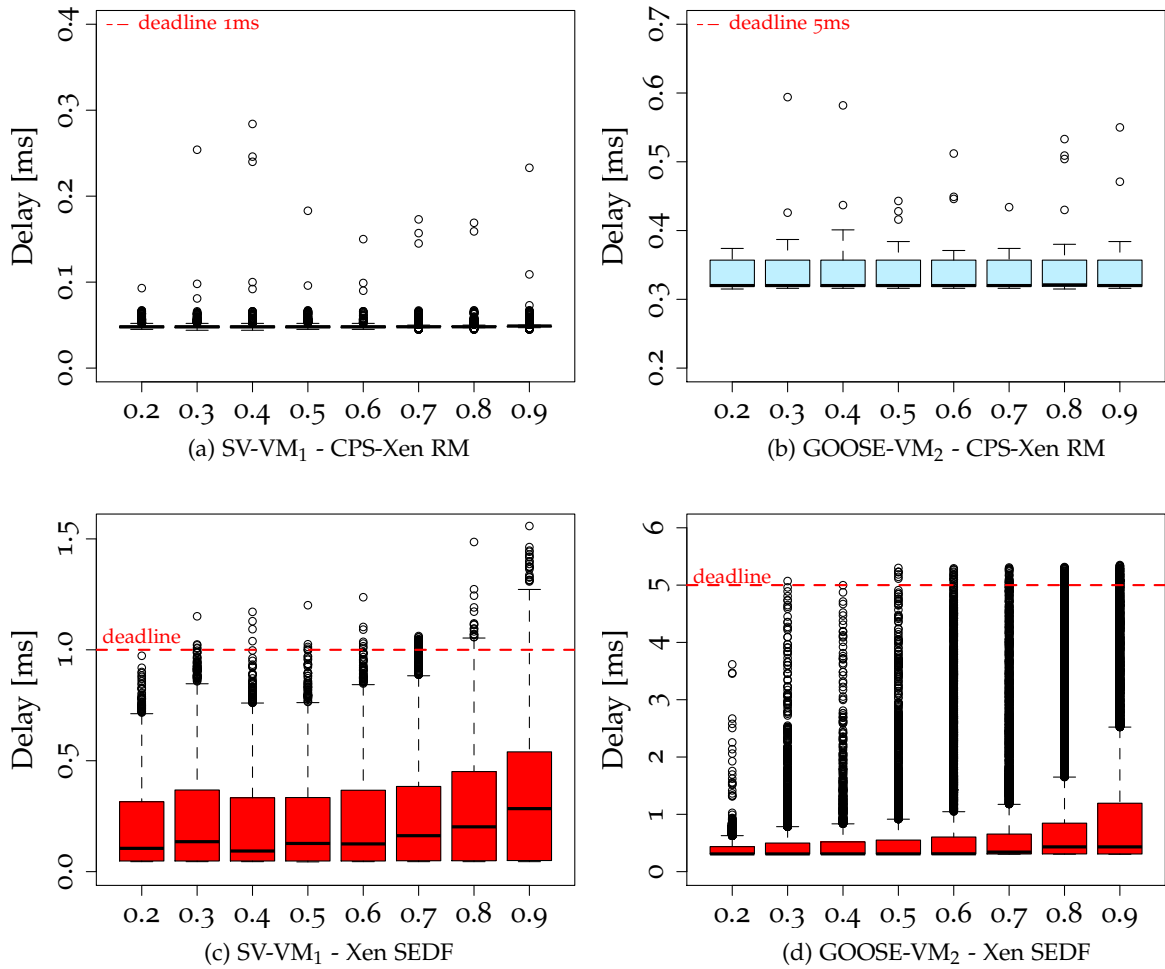 0.4
0.3
0.2
0.1
0.0
Delay [ms]
deadline 1ms
0.2 0.3 0.4 0.5 0.6 0.7 0.8 0.9
(a) SV-VM₁ - CPS-Xen RM
0.7
0.6
0.5
0.4
0.3
0.2
Delay [ms]
deadline 5ms
0.2 0.3 0.4 0.5 0.6 0.7 0.8 0.9
(b) GOOSE-VM₂ - CPS-Xen RM
1.5
1.0
0.5
0.0
Delay [ms]
deadline
0.2 0.3 0.4 0.5 0.6 0.7 0.8 0.9
(c) SV-VM₁ - Xen SEDF
6
5
4
3
2
1
0
Delay [ms]
deadline
0.2 0.3 0.4 0.5 0.6 0.7 0.8 0.9
(d) GOOSE-VM₂ - Xen SEDF